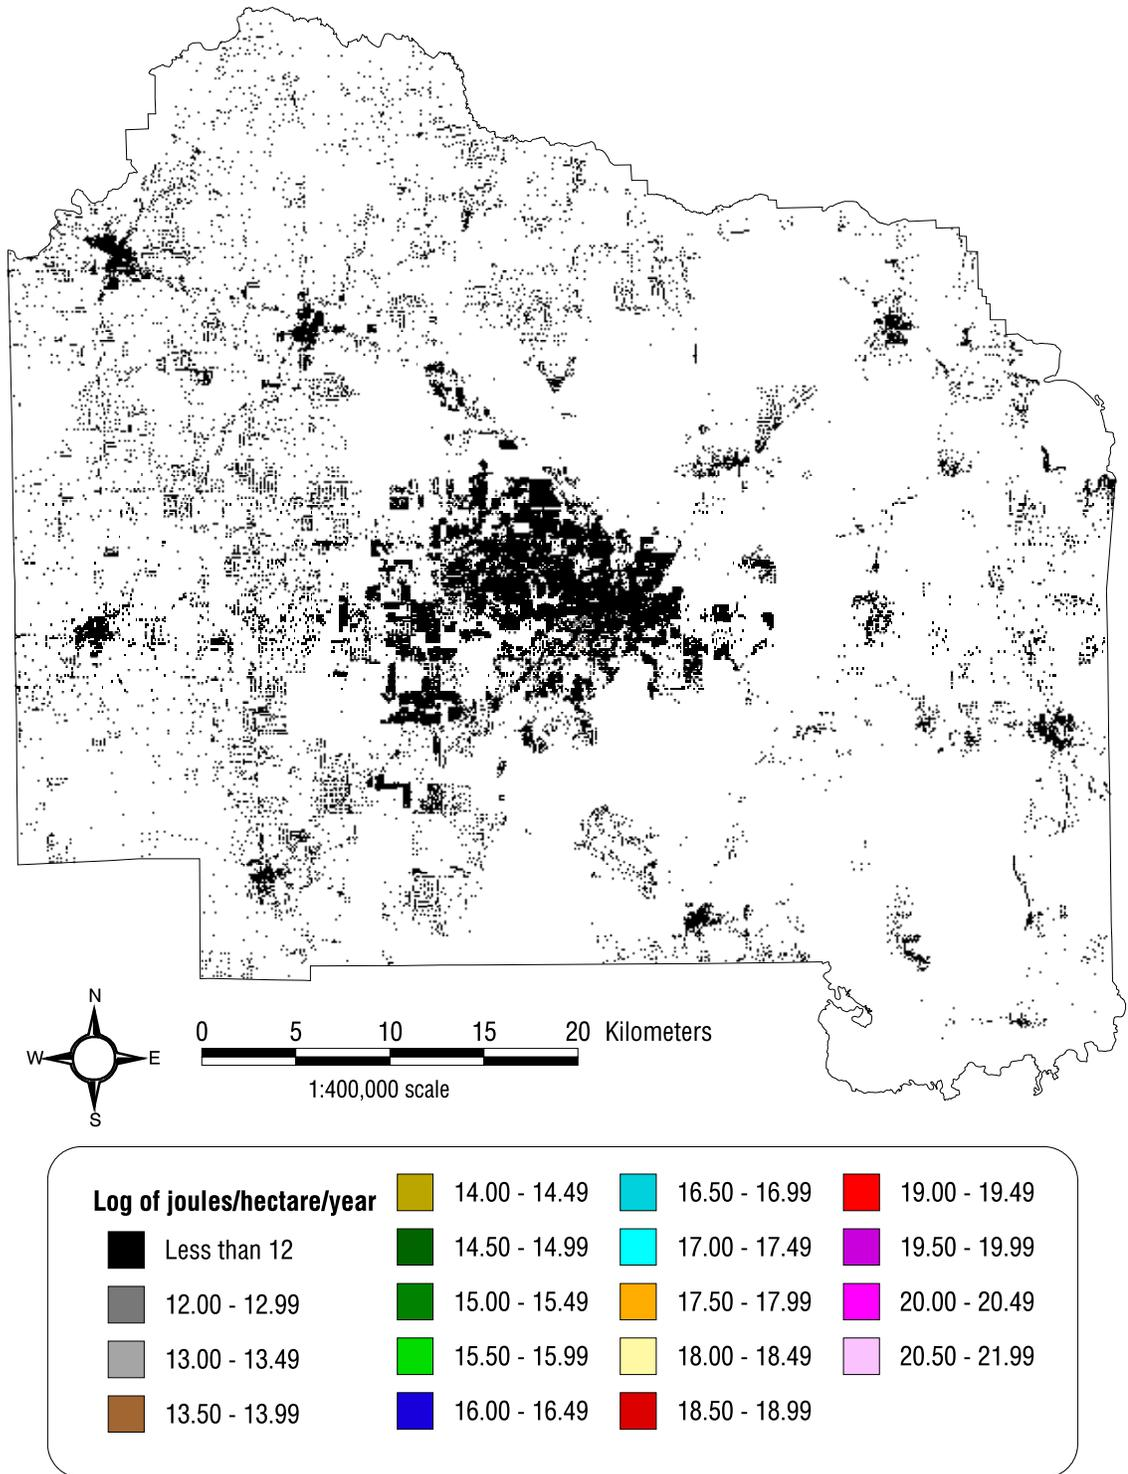 N
W E
S
0 5 10 15 20 Kilometers
1:400,000 scale
Log of joules/hectare/year
Less than 12
12.00 - 12.99
13.00 - 13.49
13.50 - 13.99
14.00 - 14.49
14.50 - 14.99
15.00 - 15.49
15.50 - 15.99
16.00 - 16.49
16.50 - 16.99
17.00 - 17.49
17.50 - 17.99
18.00 - 18.49
18.50 - 18.99
19.00 - 19.49
19.50 - 19.99
20.00 - 20.49
20.50 - 21.99